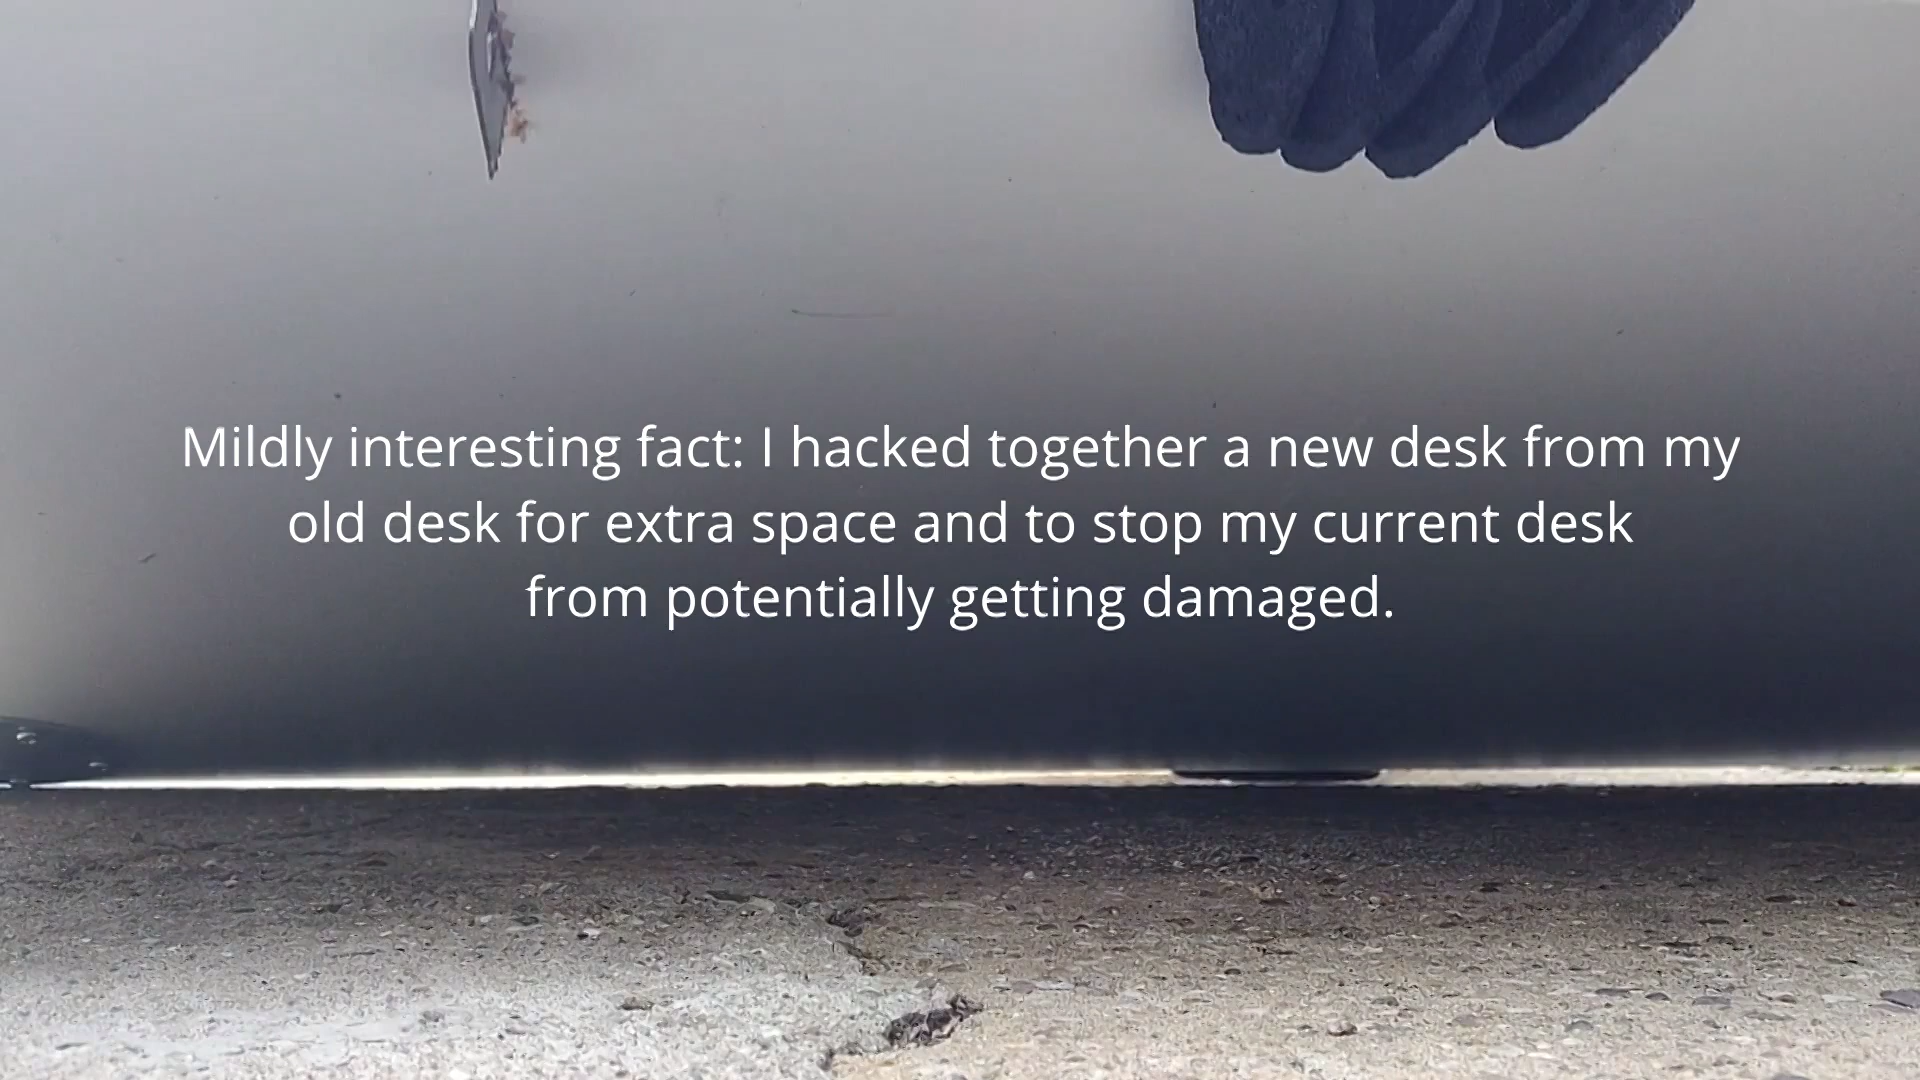 Mildly interesting fact: I hacked together a new desk from my
old desk for extra space and to stop my current desk
from potentially getting damaged.